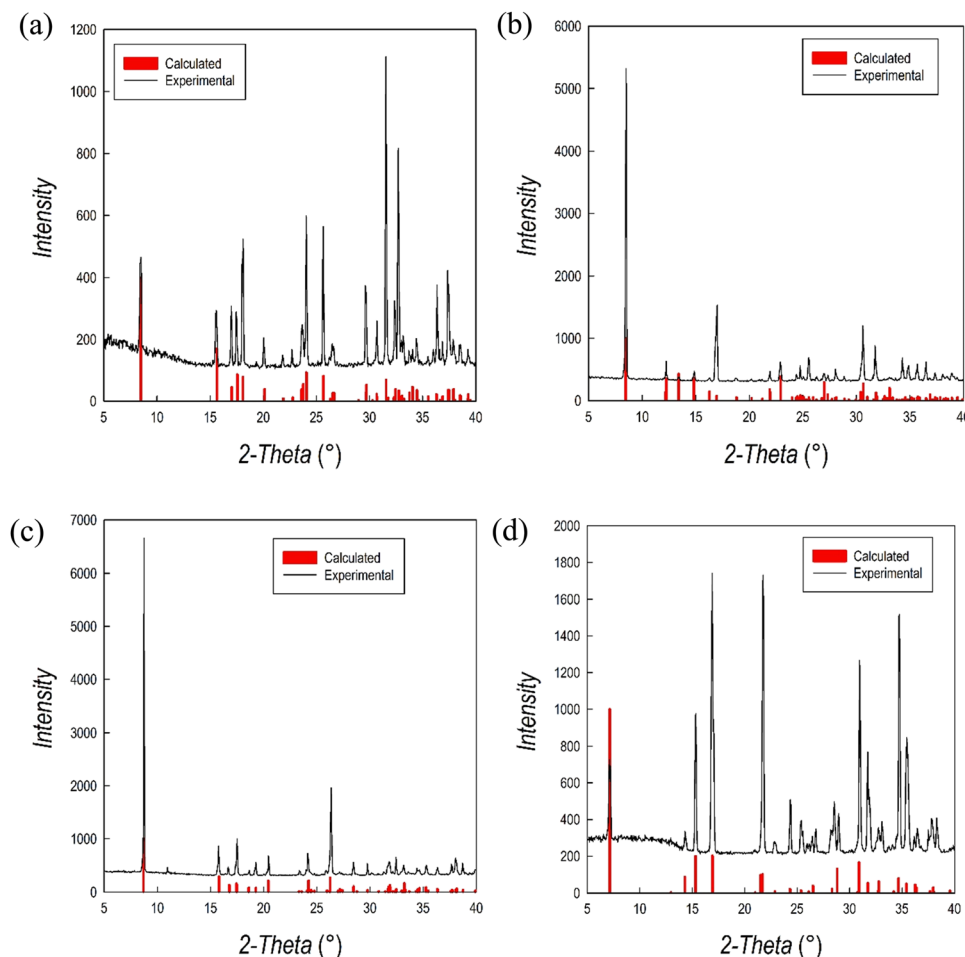 (a)
1200
1000
800
600
400
200
0
Intensity
Calculated
Experimental
5 10 15 20 25 30 35 40
2-Theta (°)
(b)
6000
5000
4000
3000
2000
1000
0
Intensity
Calculated
Experimental
5 10 15 20 25 30 35 40
2-Theta (°)
(c)
7000
6000
5000
4000
3000
2000
1000
0
Intensity
Calculated
Experimental
5 10 15 20 25 30 35 40
2-Theta (°)
(d)
2000
1800
1600
1400
1200
1000
800
600
400
200
0
Intensity
Calculated
Experimental
5 10 15 20 25 30 35 40
2-Theta (°)